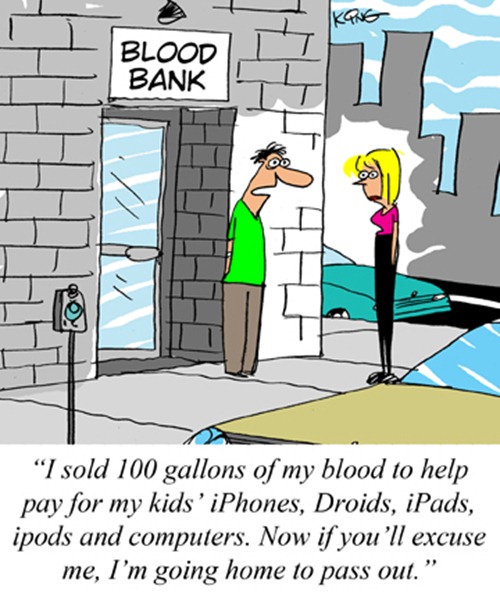 KING
BLOOD
BANK
“I sold 100 gallons of my blood to help
pay for my kids’ iPhones, Droids, iPads,
ipods and computers. Now if you’ll excuse
me, I’m going home to pass out.”